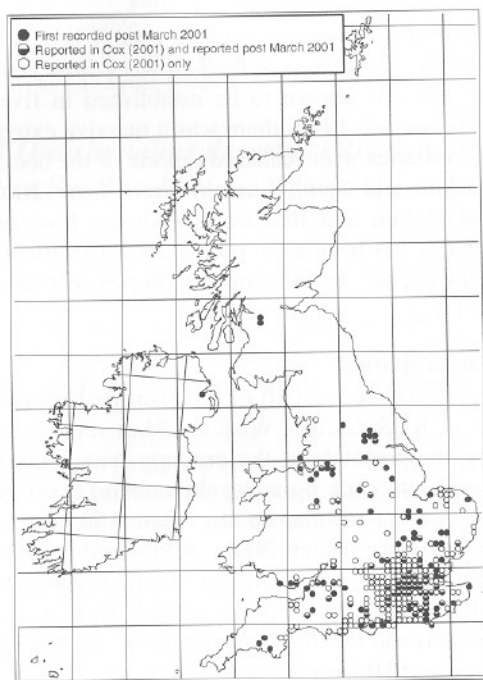 First recorded post March 2001
Reported in Cox (2001) and reported post March 2001
Reported in Cox (2001) only